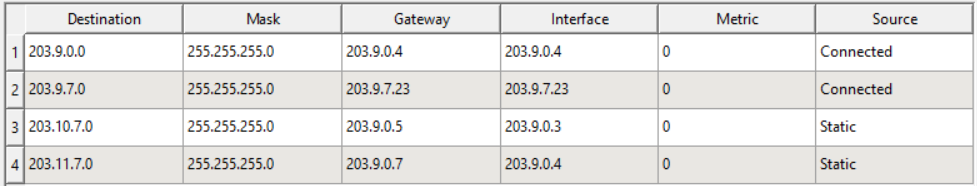 Destination Mask Gateway Interface Metric Source
1 203.9.0.0 255.255.255.0 203.9.0.4 203.9.0.4 0 Connected
2 203.9.7.0 255.255.255.0 203.9.7.23 203.9.7.23 0 Connected
3 203.10.7.0 255.255.255.0 203.9.0.5 203.9.0.3 0 Static
4 203.11.7.0 255.255.255.0 203.9.0.7 203.9.0.4 0 Static